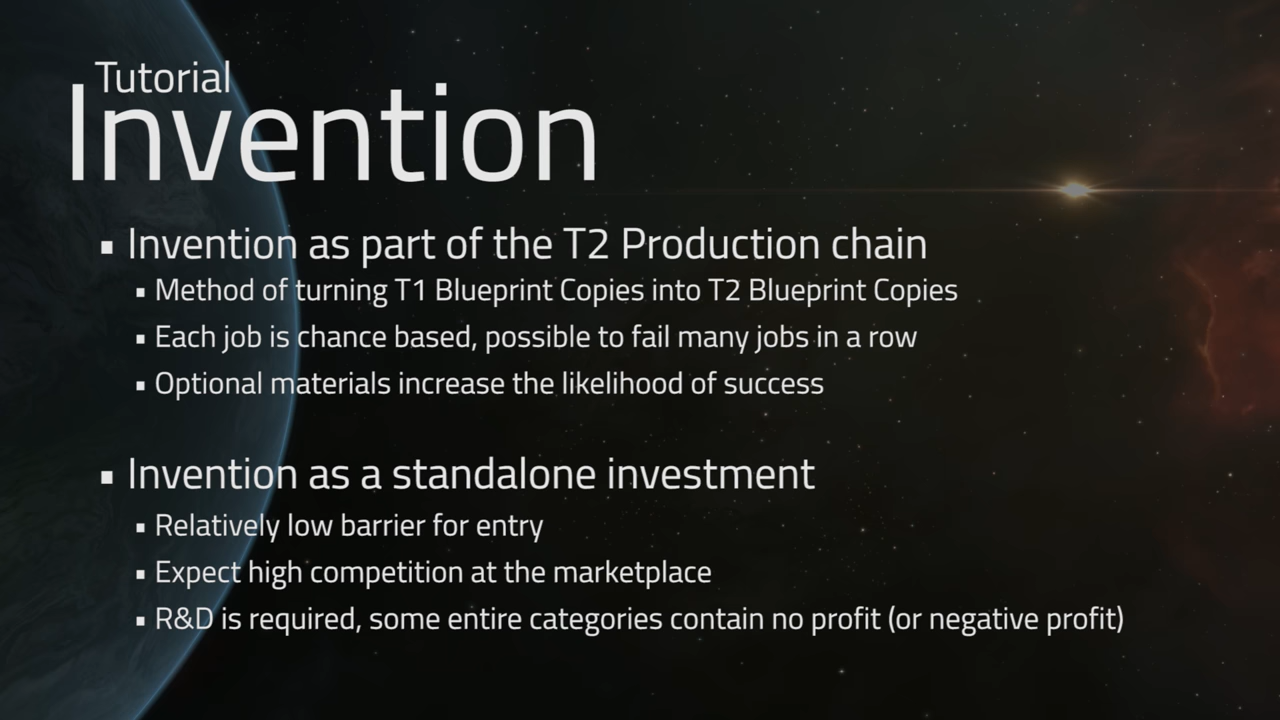 Tutorial
Invention
▪ Invention as part of the T2 Production chain
▪ Method of turning T1 Blueprint Copies into T2 Blueprint Copies
▪ Each job is chance based, possible to fail many jobs in a row
▪ Optional materials increase the likelihood of success
▪ Invention as a standalone investment
▪ Relatively low barrier for entry
▪ Expect high competition at the marketplace
▪ R&D is required, some entire categories contain no profit (or negative profit)